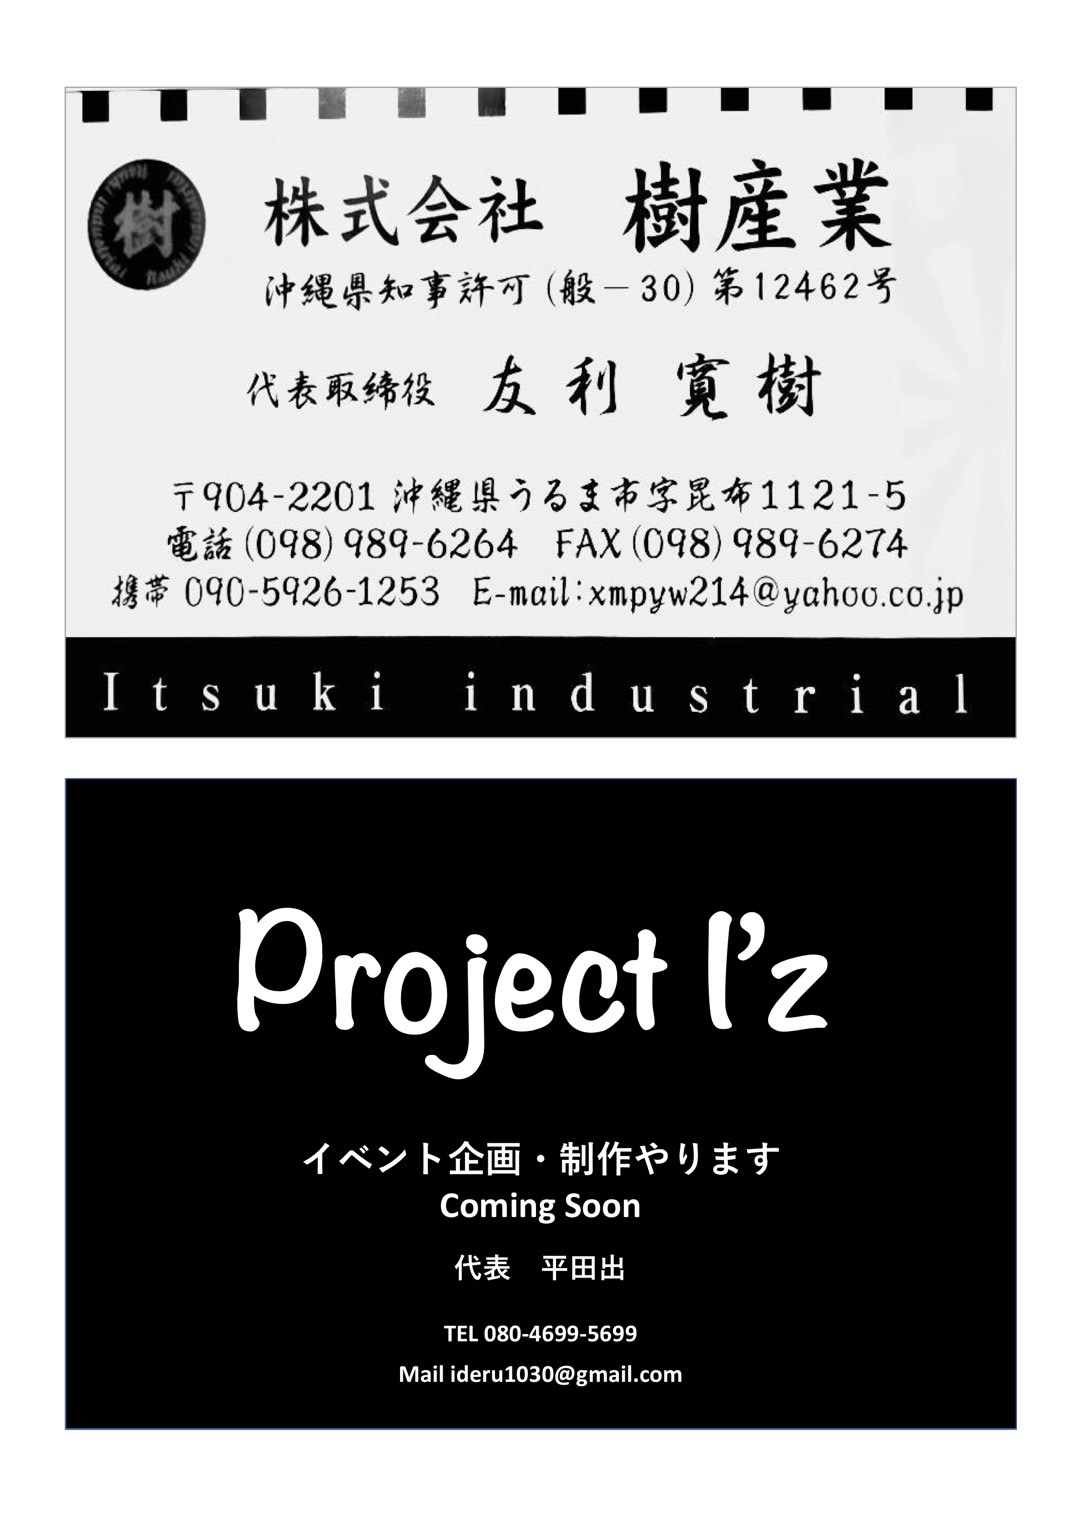 樹
Itsuki industrial
Itsuki industrial
株式会社 樹産業
沖縄県知事許可 (般－30) 第12462号
代表取締役 友利 寛樹
〒904-2201 沖縄県うるま市字昆布1121-5
電話 (098) 989-6264 FAX (098) 989-6274
携帯 090-5926-1253 E-mail:xmpyw214@yahoo.co.jp
Itsuki industrial
Project I'z
イベント企画・制作やります
Coming Soon
代表 平田出
TEL 080-4699-5699
Mail ideru1030@gmail.com